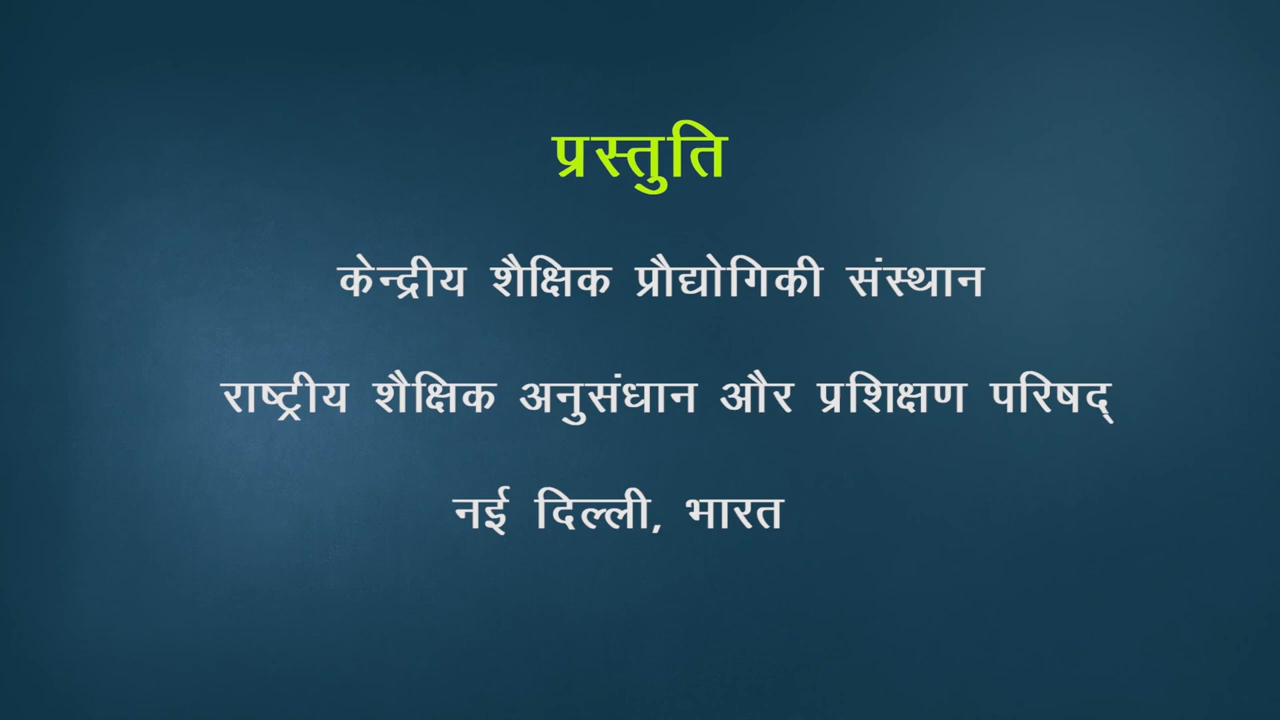 प्रस्तुति
केन्द्रीय शैक्षिक प्रौद्योगिकी संस्थान
राष्ट्रीय शैक्षिक अनुसंधान और प्रशिक्षण परिषद्
नई दिल्ली, भारत